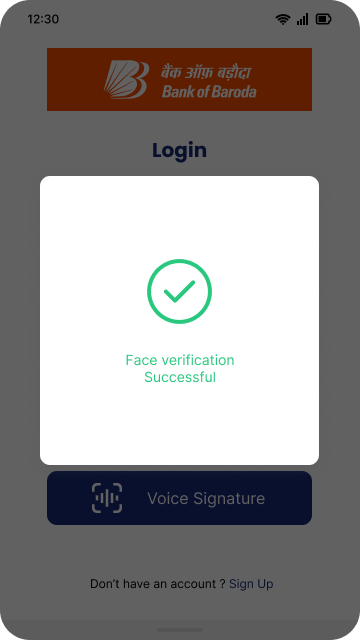 12:30
बैंक ऑफ़ बड़ौदा
Bank of Baroda
Login
Face verification
Successful
Voice Signature
Don't have an account ? Sign Up